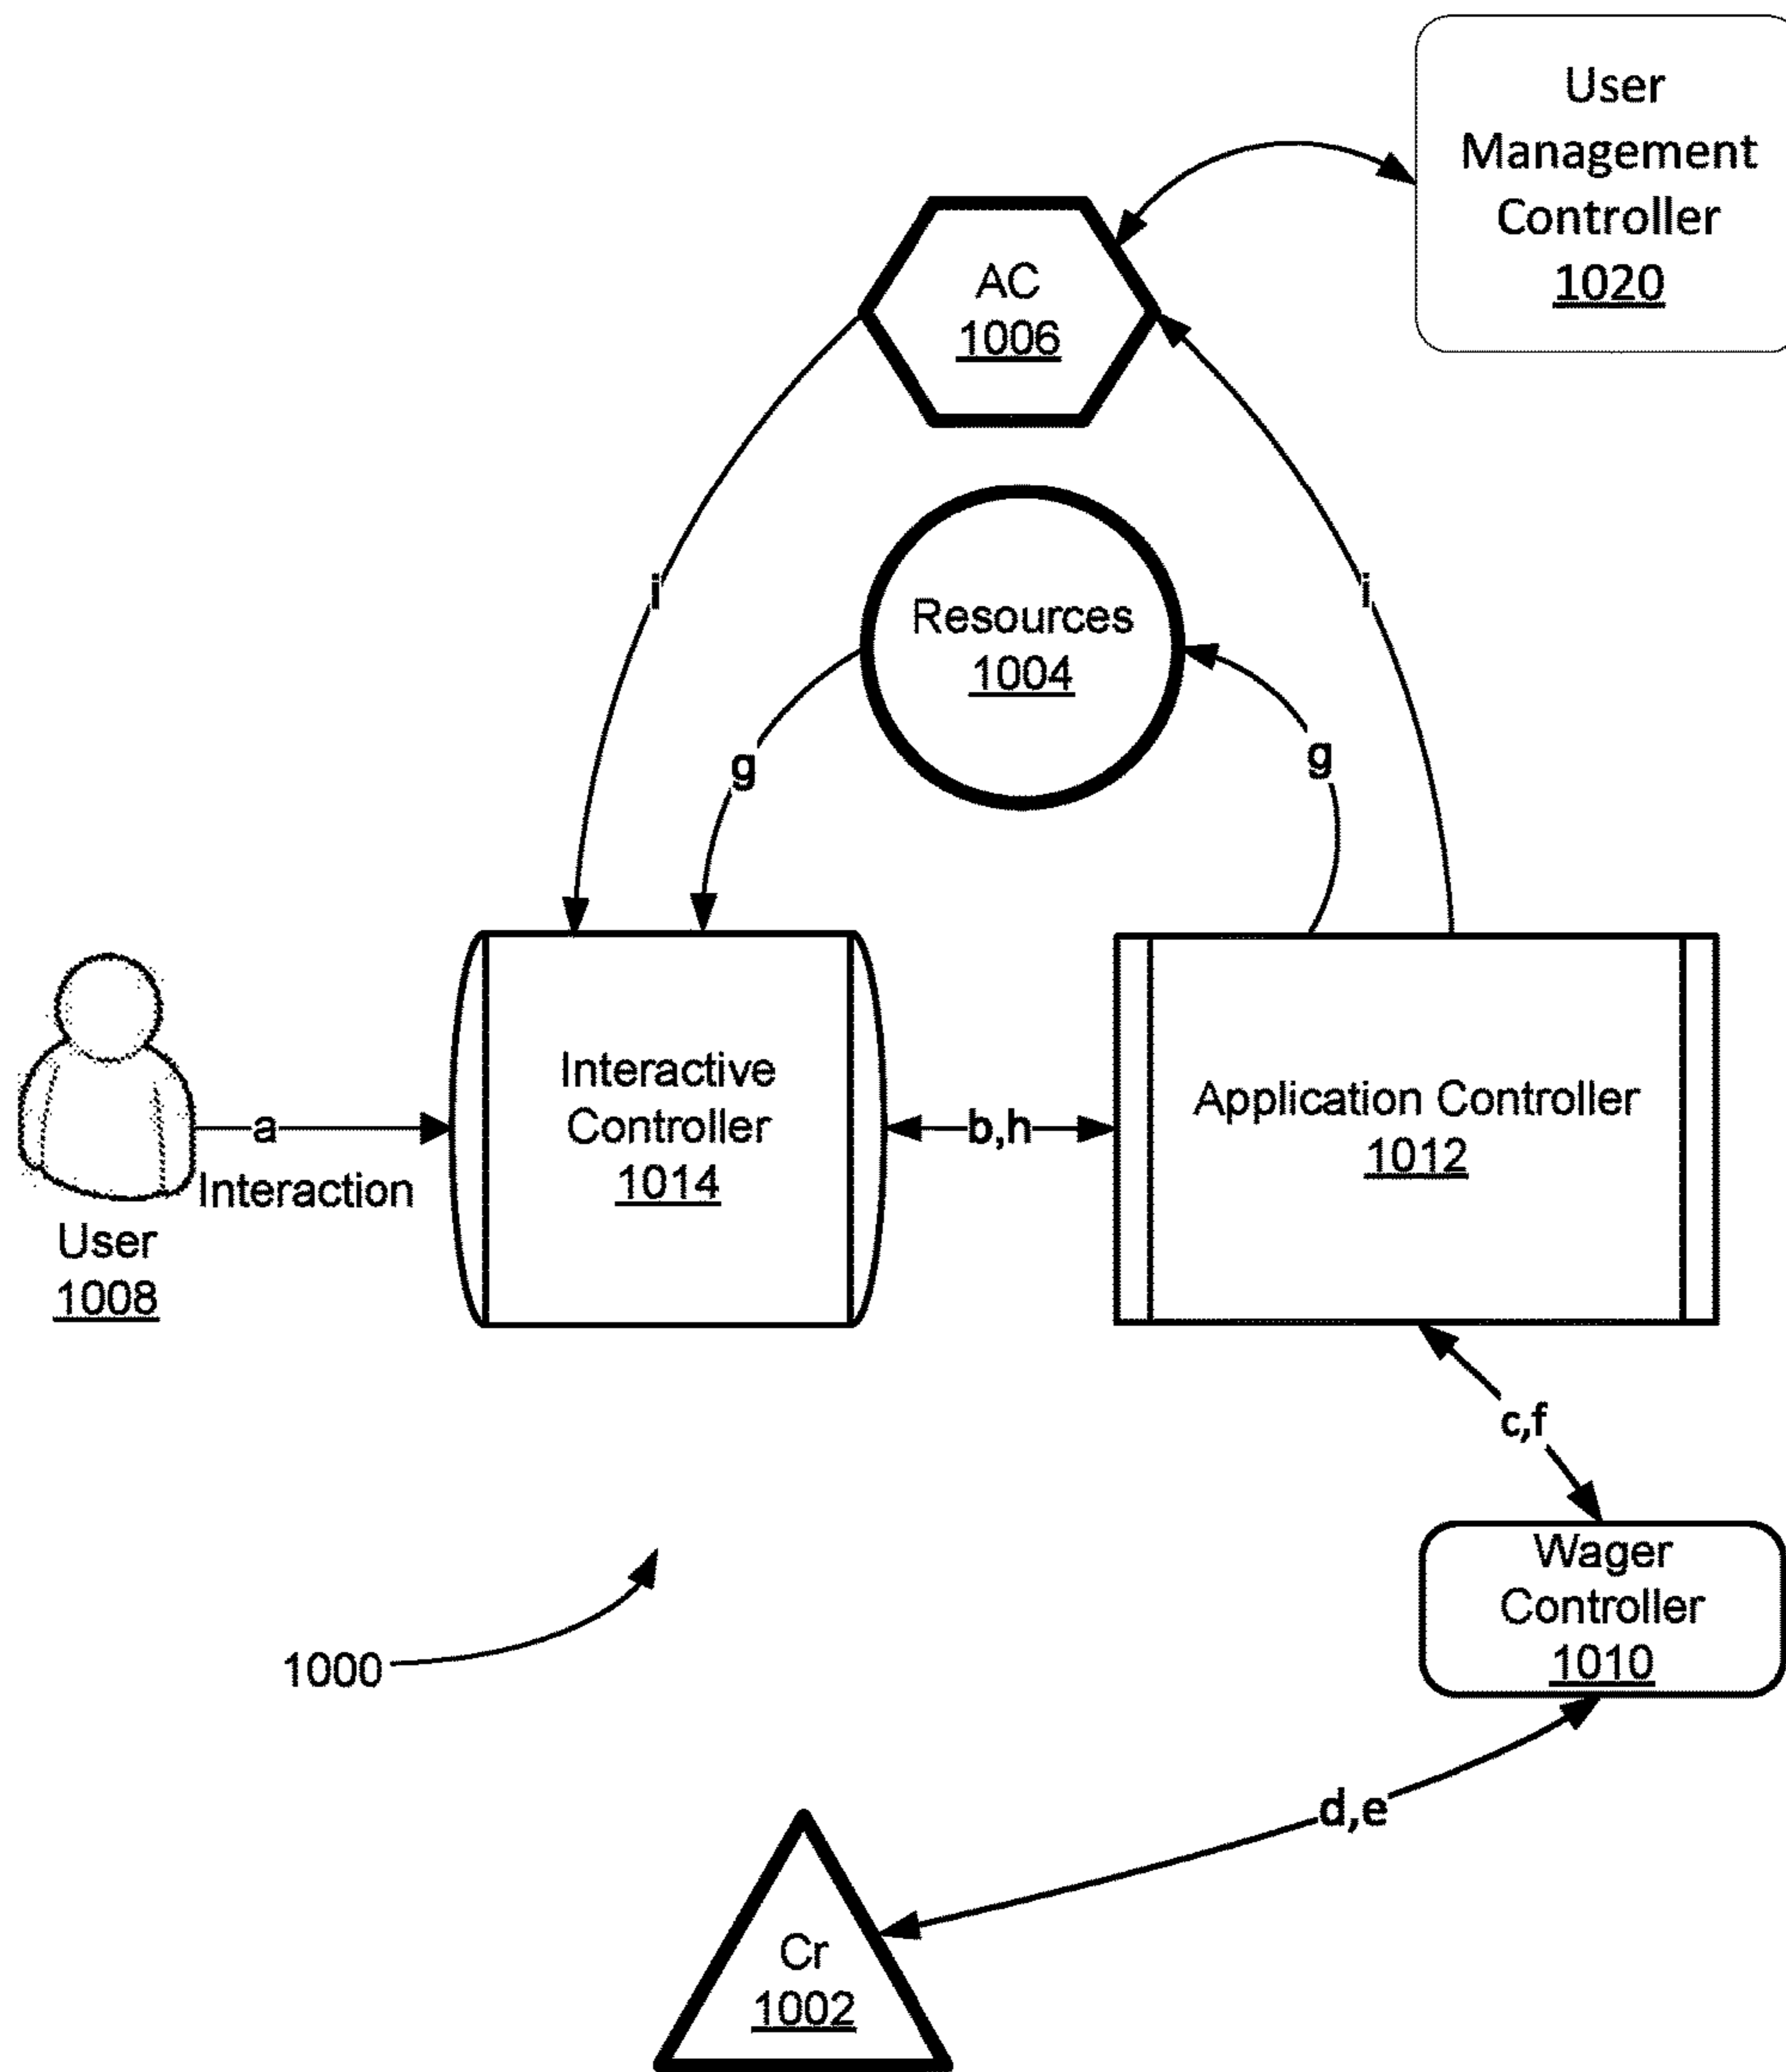 User
Management
Controller
1020
AC
1006
i
i
Resources
1004
g
g
Interactive
Controller
1014
Application Controller
1012
a
Interaction
b,h
User
1008
c,f
Wager
Controller
1010
1000
d,e
Cr
1002